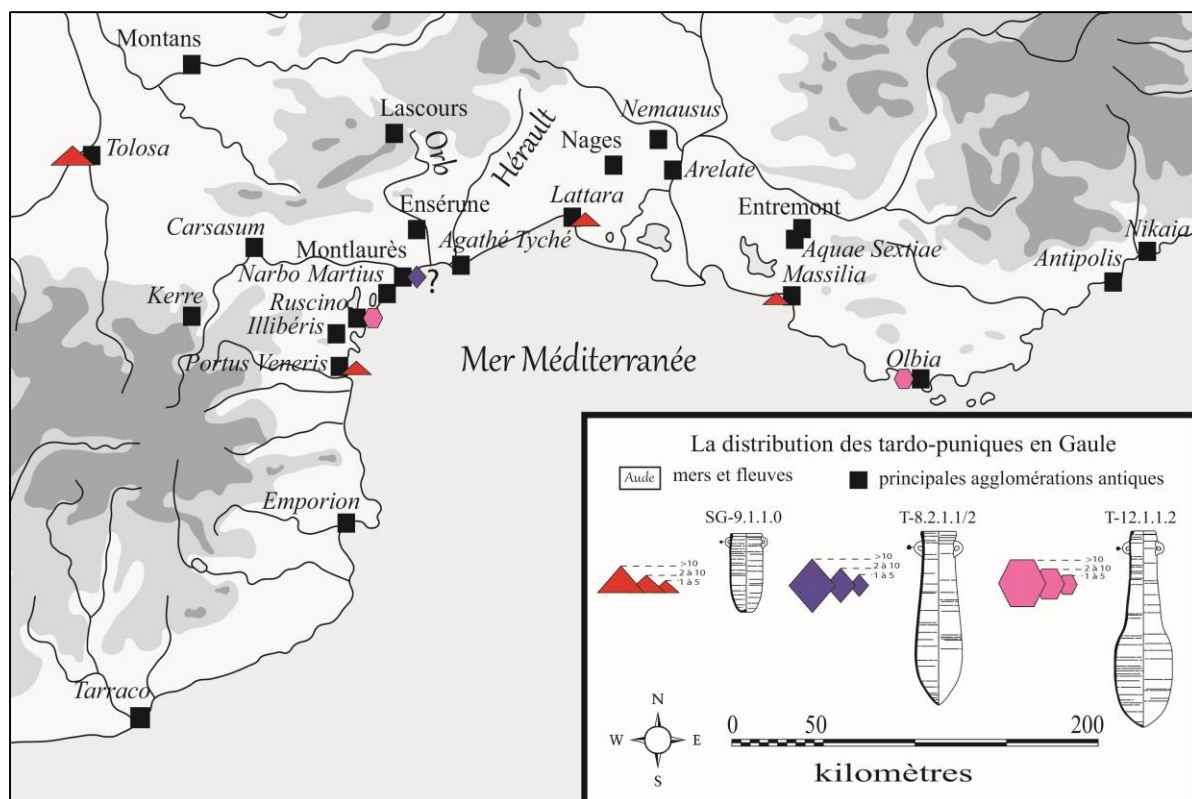 Montans
Lascours
Orb
Hérault
Nemausus
Nages
Tolosa
Arelate
Lattara
Ensérune
Entremont
Carsasum
Agathé Tyché
Aquae Sextiae
Nikaia
Montlaurès
Antipolis
Narbo Martius
?
Massilia
Kerre
Ruscino
Illibéris
Portus Veneris
Mer Méditerranée
Olbia
Emporion
Tarraco
La distribution des tardo-puniques en Gaule
Aude mers et fleuves
principales agglomérations antiques
SG-9.1.1.0
>10
2 à 10
1 à 5
T-8.2.1.1/2
>10
2 à 10
1 à 5
T-12.1.1.2
>10
2 à 10
1 à 5
N
W E
S
0 50 200
kilomètres